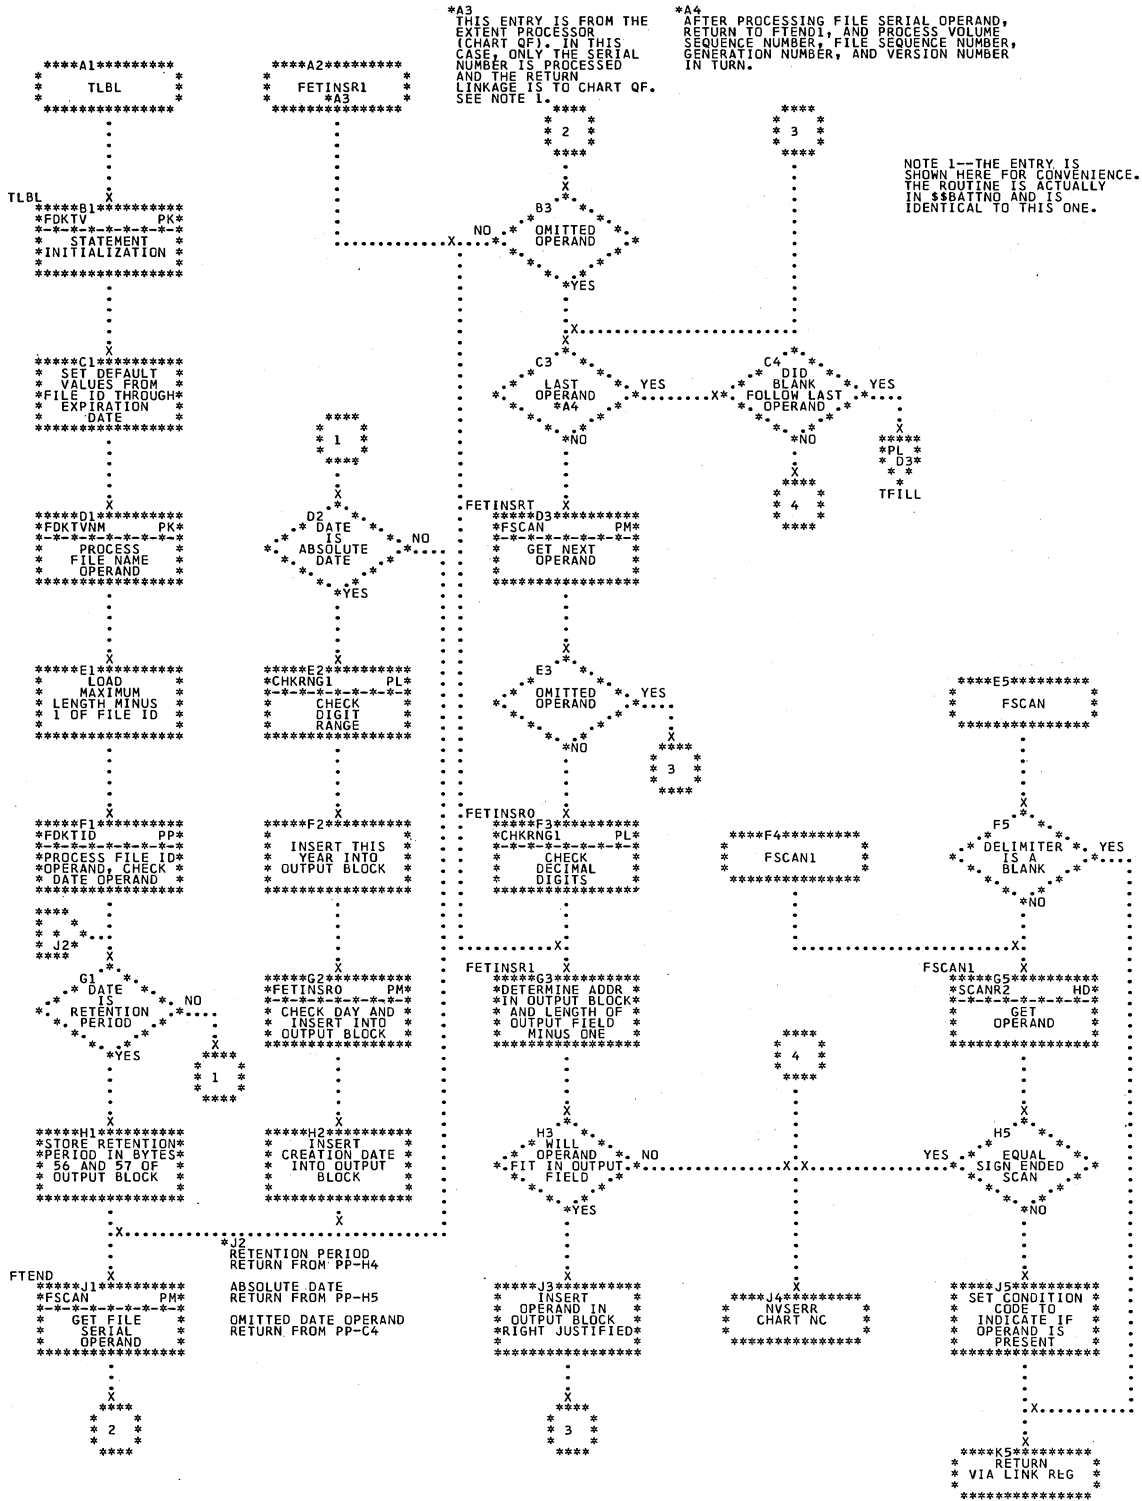 *A3
THIS ENTRY IS FROM THE
EXTENT PROCESSOR
(CHART QF). IN THIS
CASE, ONLY THE SERIAL
NUMBER IS PROCESSED
AND THE RETURN
LINKAGE IS TO CHART QF.
SEE NOTE 1.
*A4
AFTER PROCESSING FILE SERIAL OPERAND,
RETURN TO FTEND1, AND PROCESS VOLUME
SEQUENCE NUMBER, FILE SEQUENCE NUMBER,
GENERATION NUMBER, AND VERSION NUMBER
IN TURN.
NOTE 1--THE ENTRY IS
SHOWN HERE FOR CONVENIENCE.
THE ROUTINE IS ACTUALLY
IN $$BATTNO AND IS
IDENTICAL TO THIS ONE.
A1
TLBL
TLBL
B1
FDKTV PK
STATEMENT
INITIALIZATION
C1
SET DEFAULT
VALUES FROM
FILE ID THROUGH
EXPIRATION
DATE
D1
FDKTVNM PK
PROCESS
FILE NAME
OPERAND
E1
LOAD
MAXIMUM
LENGTH MINUS
1 OF FILE ID
F1
FDKTID PP
PROCESS FILE ID
OPERAND, CHECK
DATE OPERAND
J2
G1
DATE
IS
RETENTION
PERIOD
NO
1
YES
H1
STORE RETENTION
PERIOD IN BYTES
56 AND 57 OF
OUTPUT BLOCK
FTEND
J1
FSCAN PM
GET FILE
SERIAL
OPERAND
2
A2
FETINSR1
*A3
1
D2
DATE
IS
ABSOLUTE
DATE
NO
YES
E2
CHKRNG1 PL
CHECK
DIGIT
RANGE
F2
INSERT THIS
YEAR INTO
OUTPUT BLOCK
G2
FETINSRO PM
CHECK DAY AND
INSERT INTO
OUTPUT BLOCK
H2
INSERT
CREATION DATE
INTO OUTPUT
BLOCK
*J2
RETENTION PERIOD
RETURN FROM PP-H4
ABSOLUTE DATE
RETURN FROM PP-H5
OMITTED DATE OPERAND
RETURN FROM PP-C4
2
B3
OMITTED
OPERAND
NO
YES
C3
LAST
OPERAND
*A4
YES
NO
FETINSRT
D3
FSCAN PM
GET NEXT
OPERAND
E3
OMITTED
OPERAND
YES
3
NO
FETINSRO
F3
CHKRNG1 PL
CHECK
DECIMAL
DIGITS
FETINSR1
G3
DETERMINE ADDR
IN OUTPUT BLOCK
AND LENGTH OF
OUTPUT FIELD
MINUS ONE
H3
WILL
OPERAND
FIT IN OUTPUT
FIELD
NO
YES
J3
INSERT
OPERAND IN
OUTPUT BLOCK
RIGHT JUSTIFIED
3
3
C4
DID
BLANK
FOLLOW LAST
OPERAND
YES
NO
4
PL
D3
TFILL
F4
FSCAN1
4
J4
NVSERR
CHART NC
E5
FSCAN
F5
DELIMITER
IS A
BLANK
YES
NO
FSCAN1
G5
SCANR2 HD
GET
OPERAND
H5
EQUAL
SIGN ENDED
SCAN
YES
NO
J5
SET CONDITION
CODE TO
INDICATE IF
OPERAND IS
PRESENT
K5
RETURN
VIA LINK REG